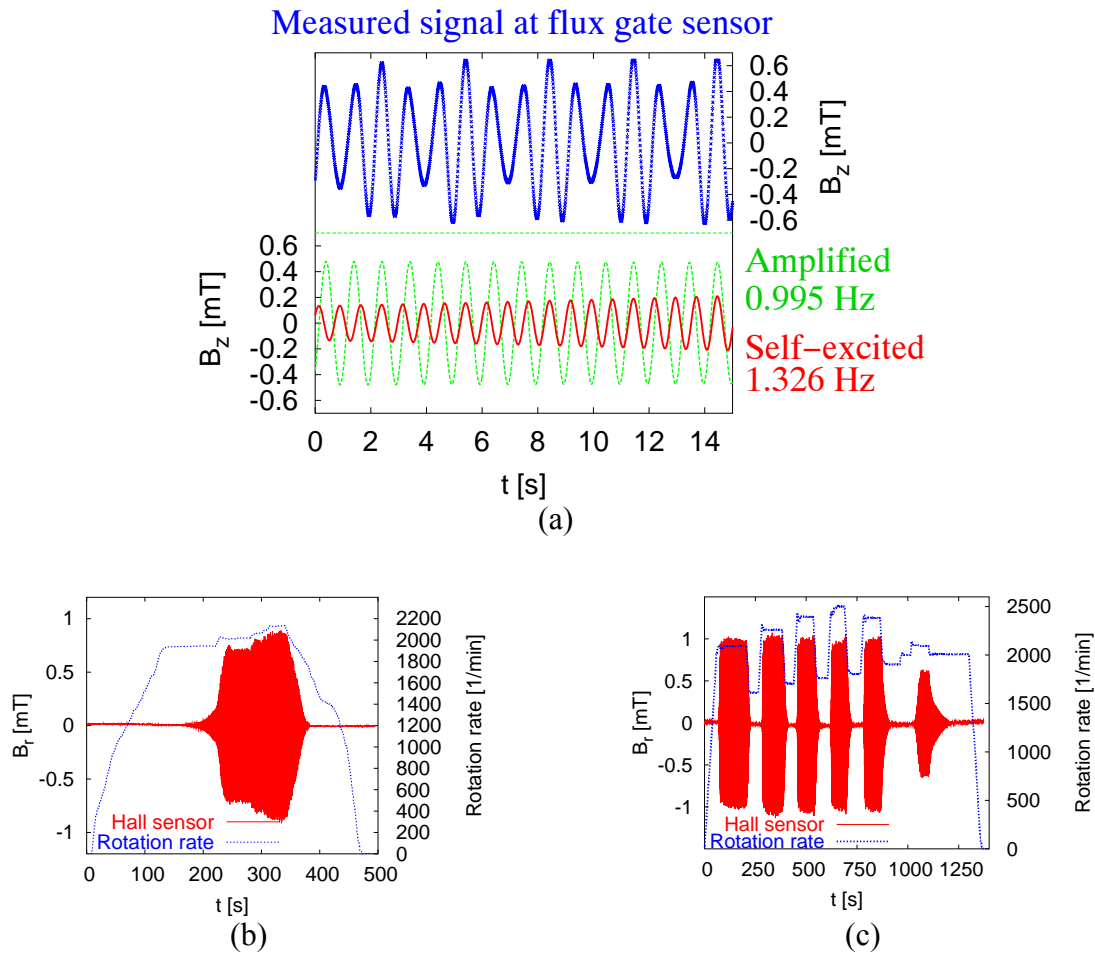 Measured signal at flux gate sensor
0.6
0.4
0.2
0
-0.2
-0.4
-0.6
B_z [mT]
0.6
0.4
0.2
0
-0.2
-0.4
-0.6
B_z [mT]
Amplified
0.995 Hz
Self-excited
1.326 Hz
0 2 4 6 8 10 12 14
t [s]
(a)
1
0.5
0
-0.5
-1
B_r [mT]
2200
2000
1800
1600
1400
1200
1000
800
600
400
200
0
Rotation rate [1/min]
Hall sensor
Rotation rate
0 100 200 300 400 500
t [s]
(b)
1
0.5
0
-0.5
-1
B_r [mT]
2500
2000
1500
1000
500
0
Rotation rate [1/min]
Hall sensor
Rotation rate
0 250 500 750 1000 1250
t [s]
(c)